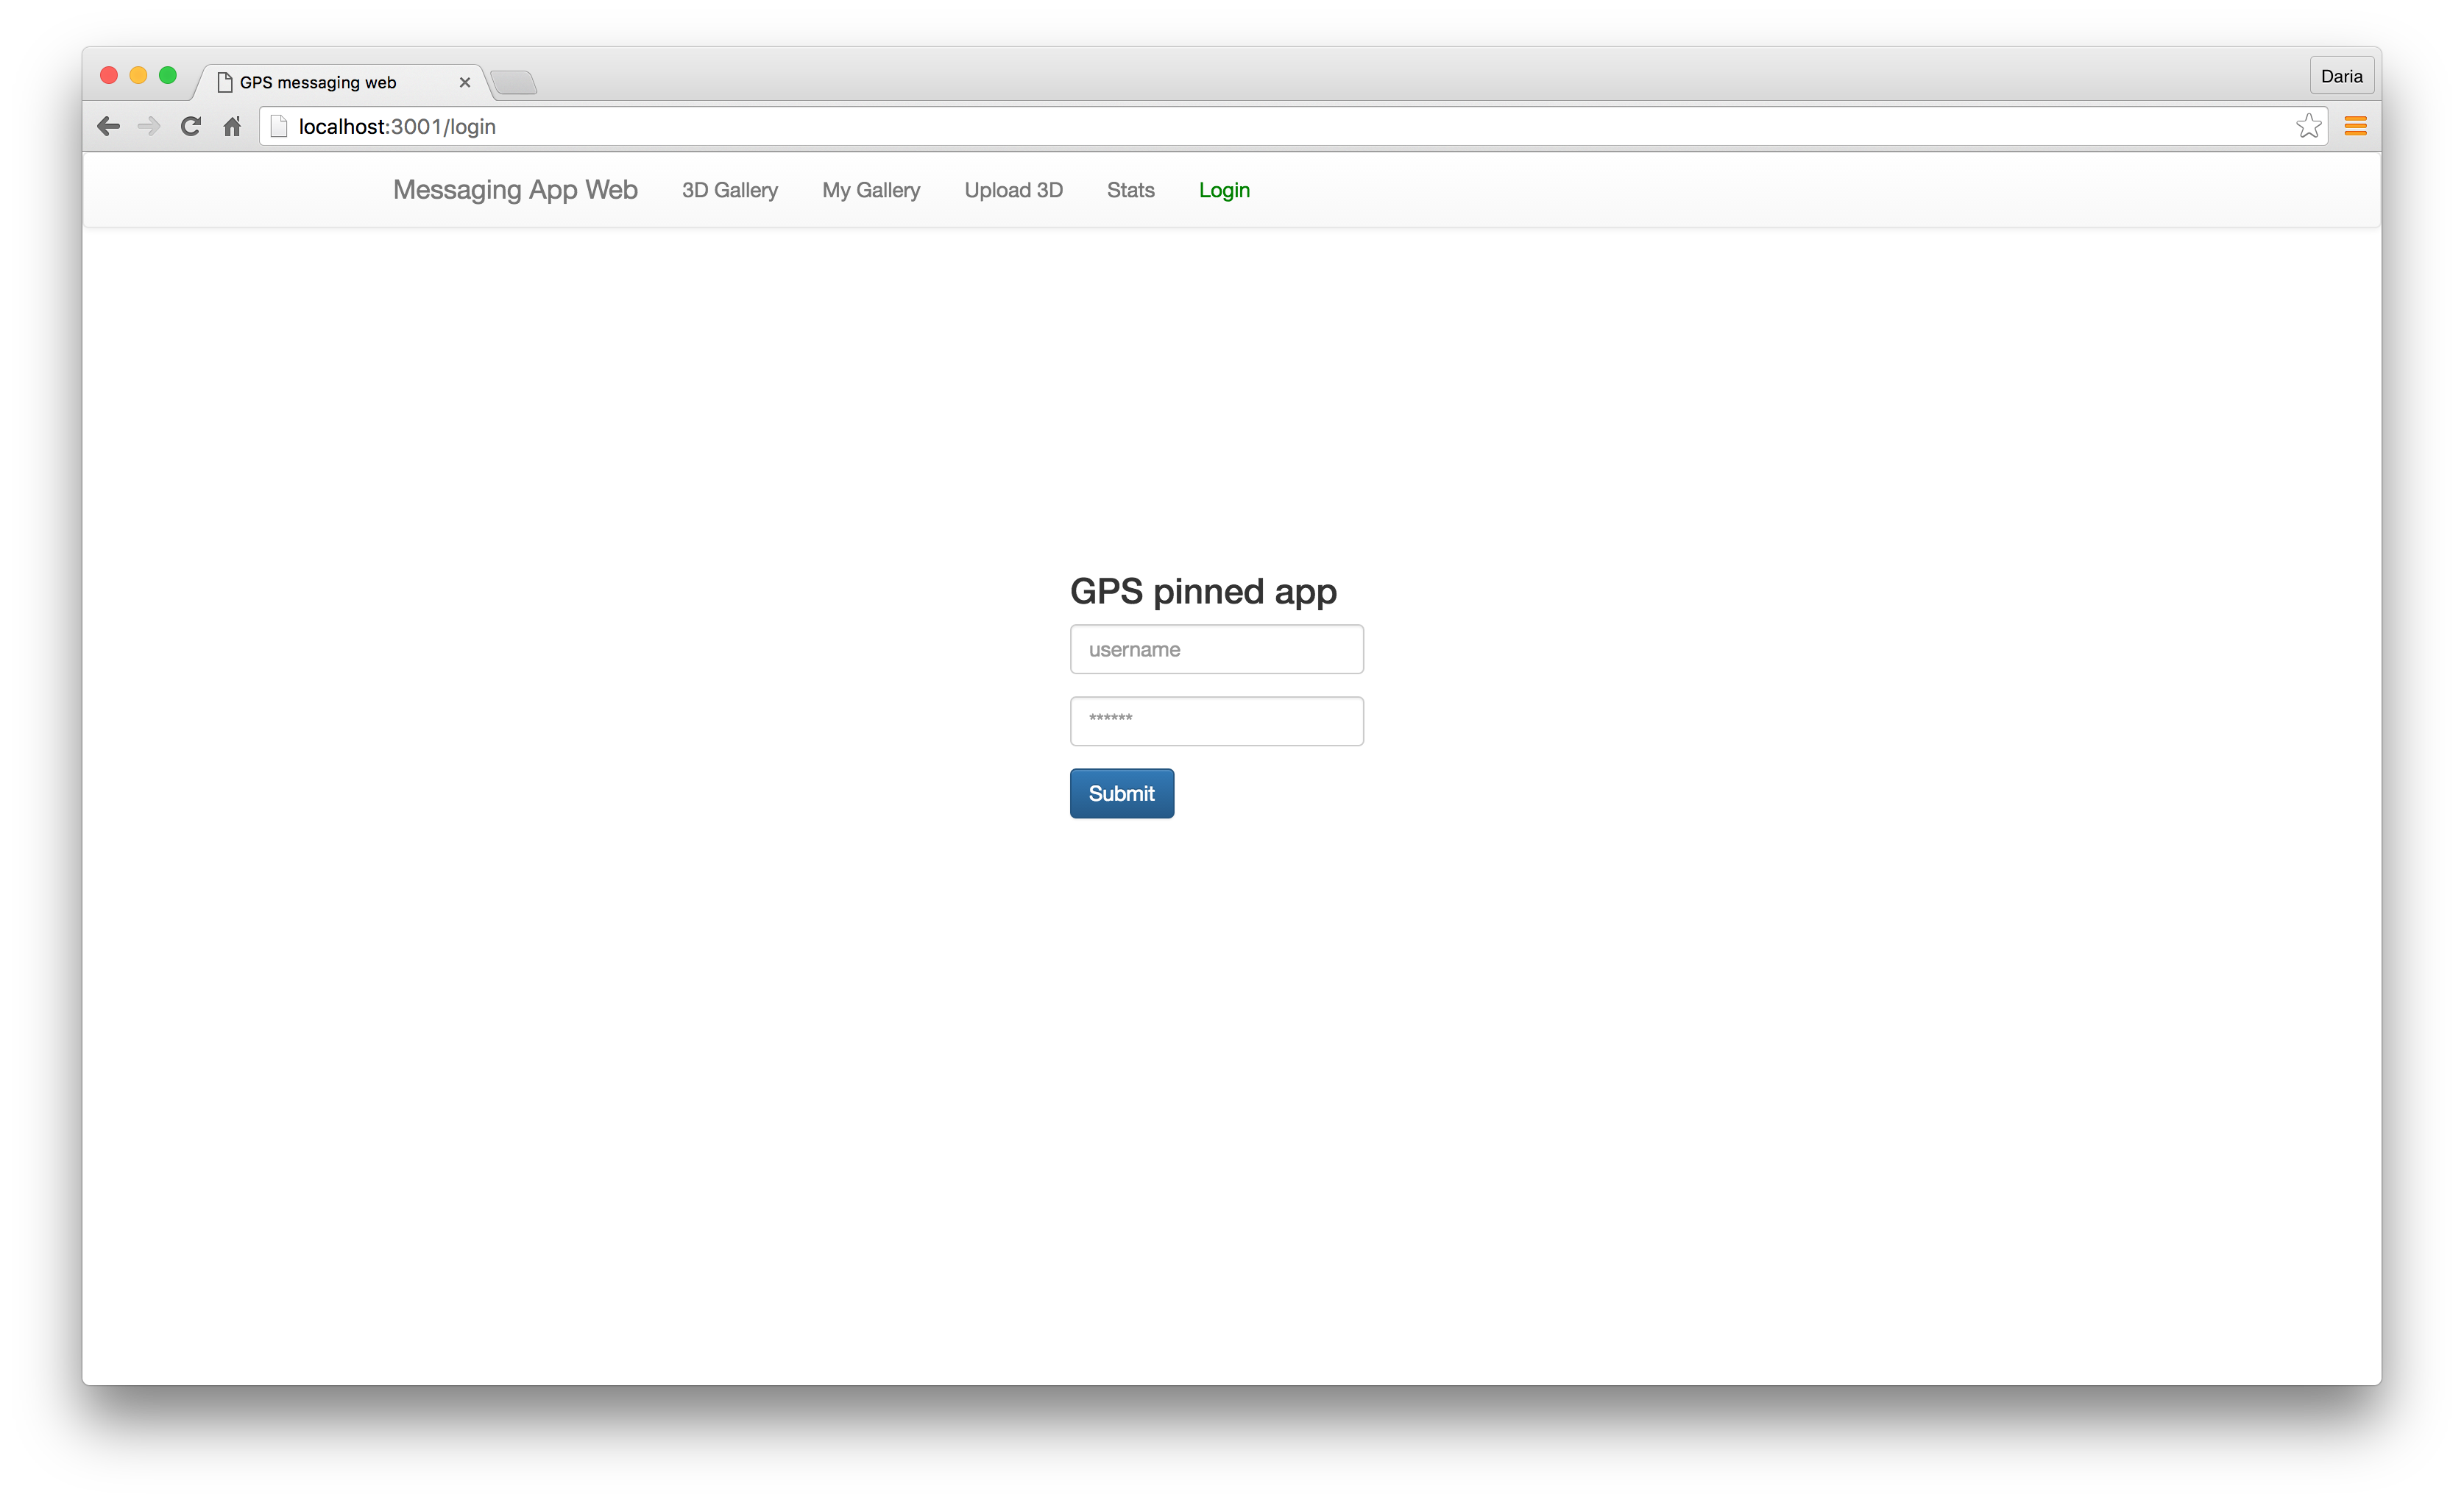 GPS messaging web
Daria
localhost:3001/login
Messaging App Web 3D Gallery My Gallery Upload 3D Stats Login
GPS pinned app
username
******
Submit